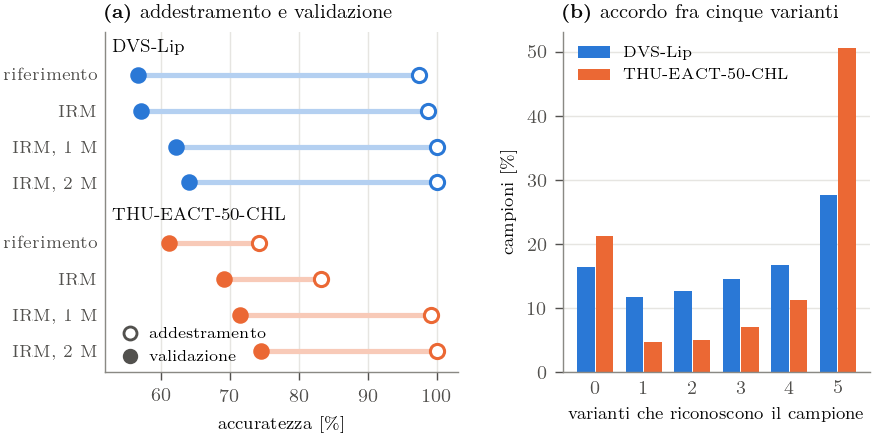 (a) addestramento e validazione
DVS-Lip
riferimento
IRM
IRM, 1 M
IRM, 2 M
THU-EACT-50-CHL
riferimento
IRM
IRM, 1 M
IRM, 2 M
addestramento
validazione
60 70 80 90 100
accuratezza [%]
(b) accordo fra cinque varianti
DVS-Lip
THU-EACT-50-CHL
campioni [%]
50
40
30
20
10
0
0 1 2 3 4 5
varianti che riconoscono il campione